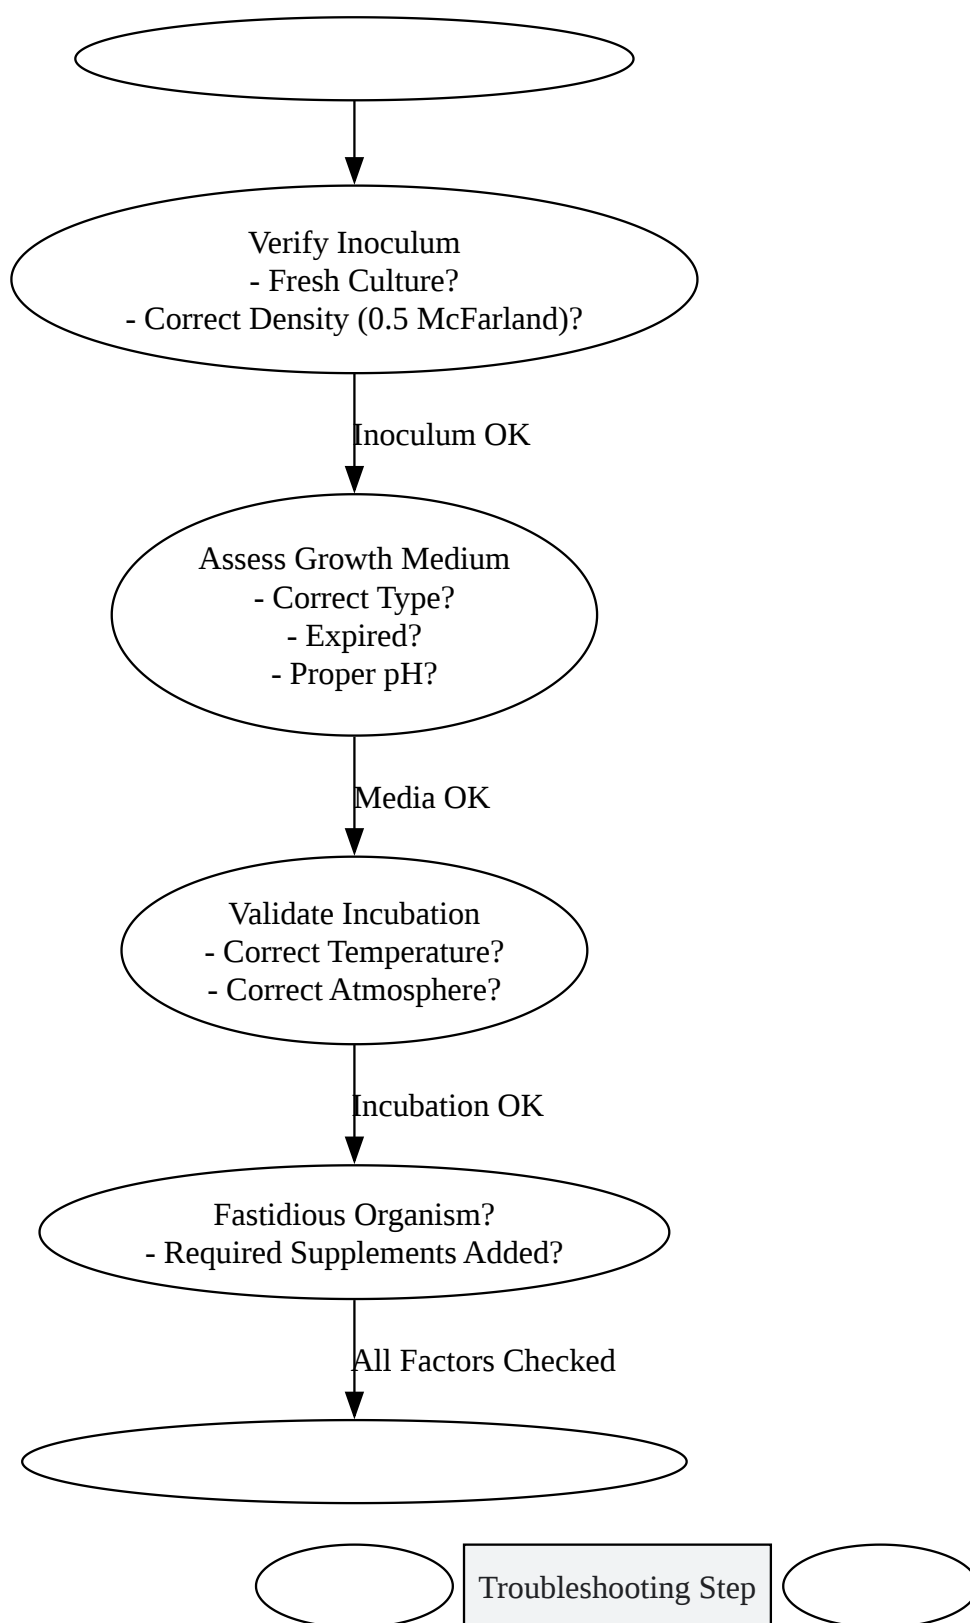 Verify Inoculum
- Fresh Culture?
- Correct Density (0.5 McFarland)?
Inoculum OK
Assess Growth Medium
- Correct Type?
- Expired?
- Proper pH?
Media OK
Validate Incubation
- Correct Temperature?
- Correct Atmosphere?
Incubation OK
Fastidious Organism?
- Required Supplements Added?
All Factors Checked
Troubleshooting Step